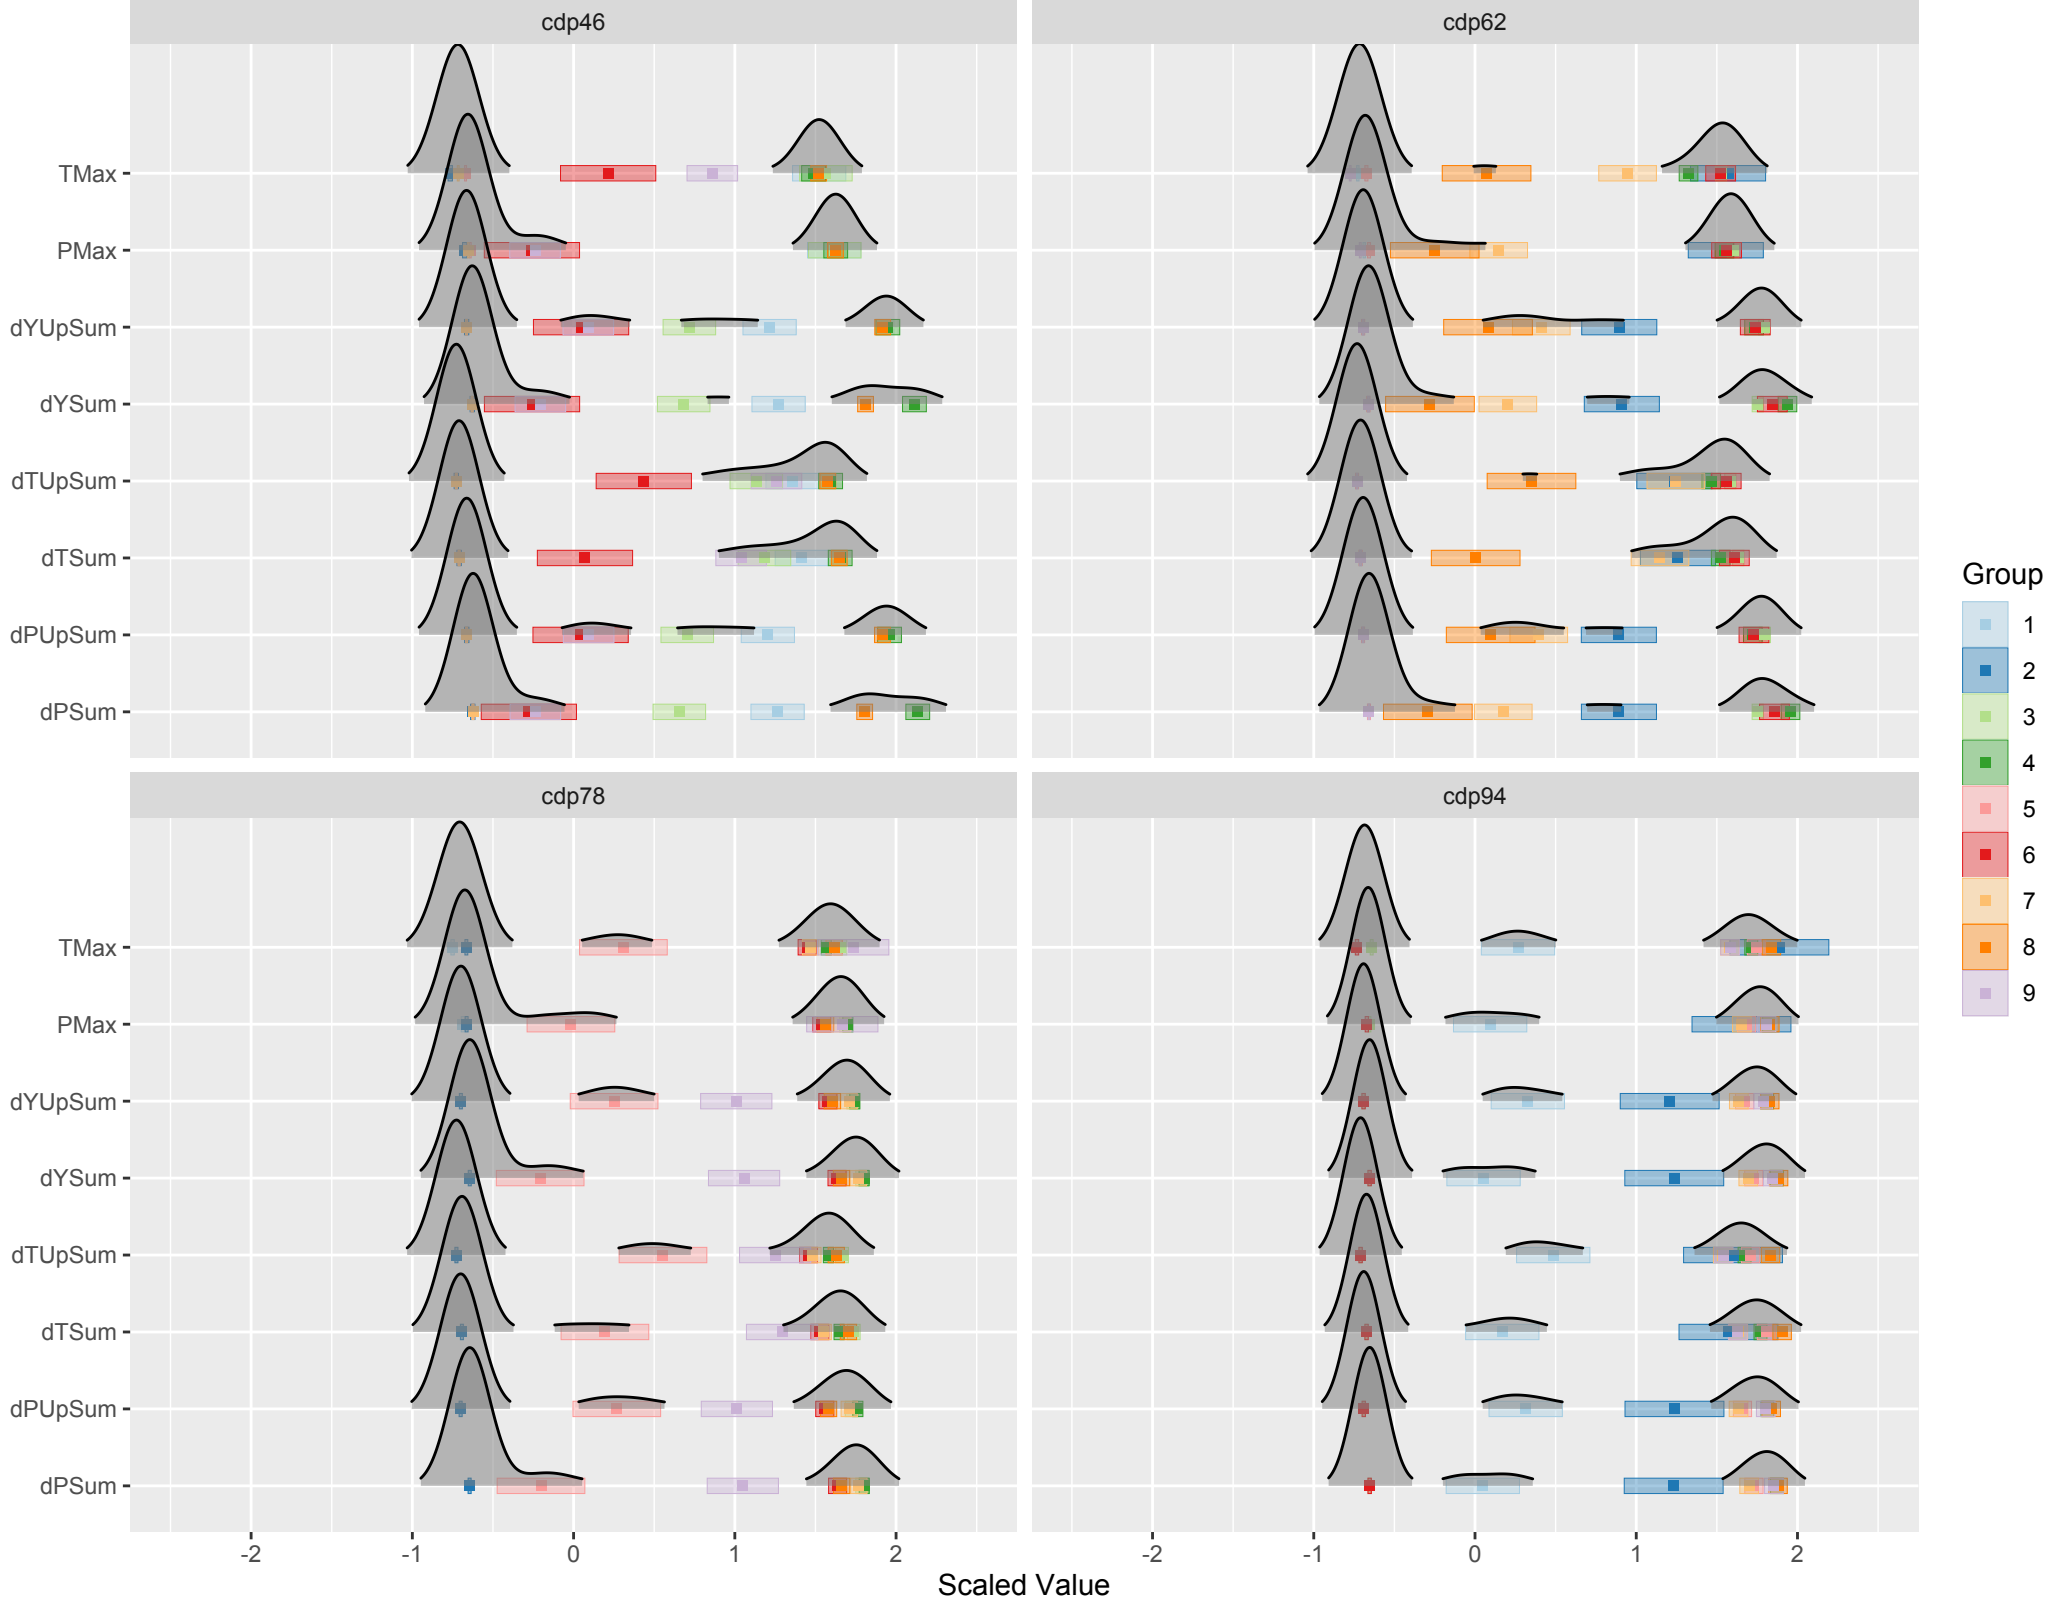 cdp46 cdp62
TMax
PMax
dYUpSum
dYSum
dTUpSum
dTSum
dPUpSum
dPSum
cdp78 cdp94
TMax
PMax
dYUpSum
dYSum
dTUpSum
dTSum
dPUpSum
dPSum
-2 -1 0 1 2 -2 -1 0 1 2
Scaled Value
Group
1
2
3
4
5
6
7
8
9